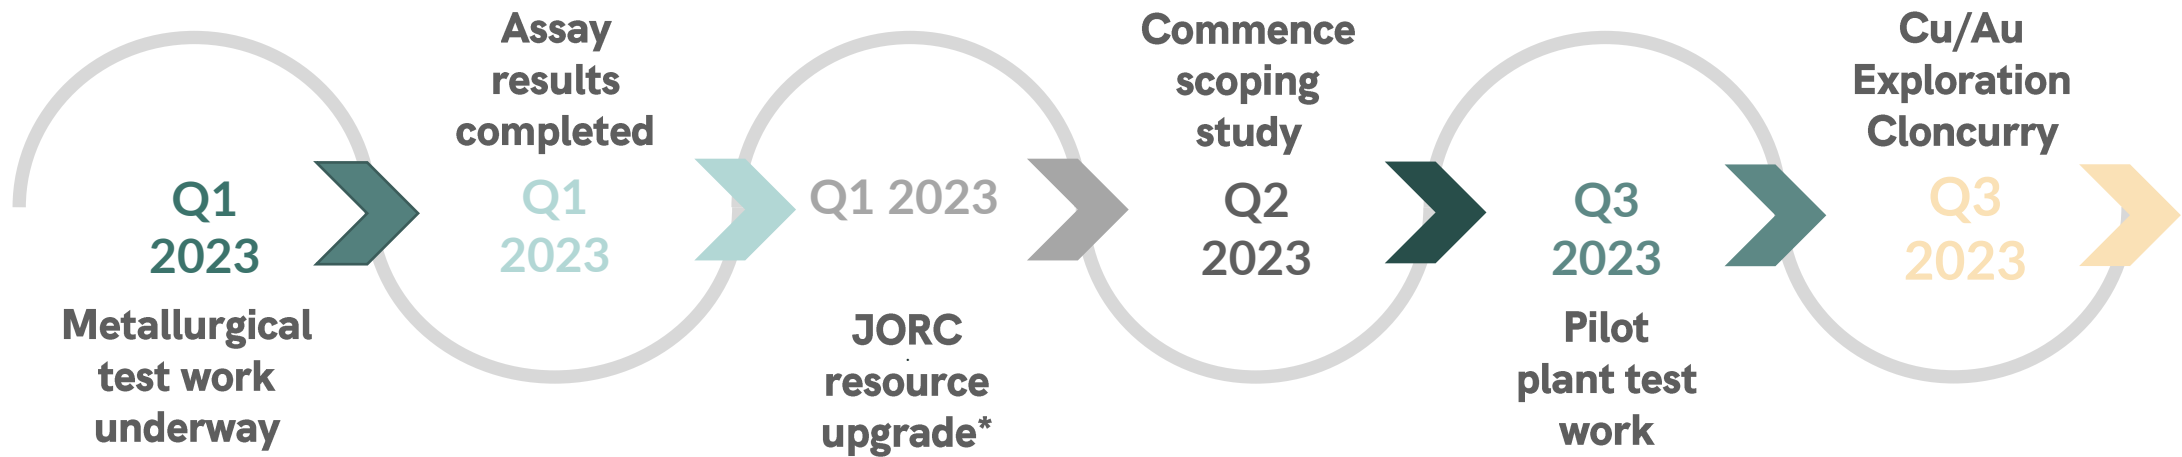 Q1
2023
Metallurgical
test work
underway
Assay
results
completed
Q1
2023
Q1 2023
JORC
resource
upgrade*
Commence
scoping
study
Q2
2023
Q3
2023
Pilot
plant test
work
Cu/Au
Exploration
Cloncurry
Q3
2023